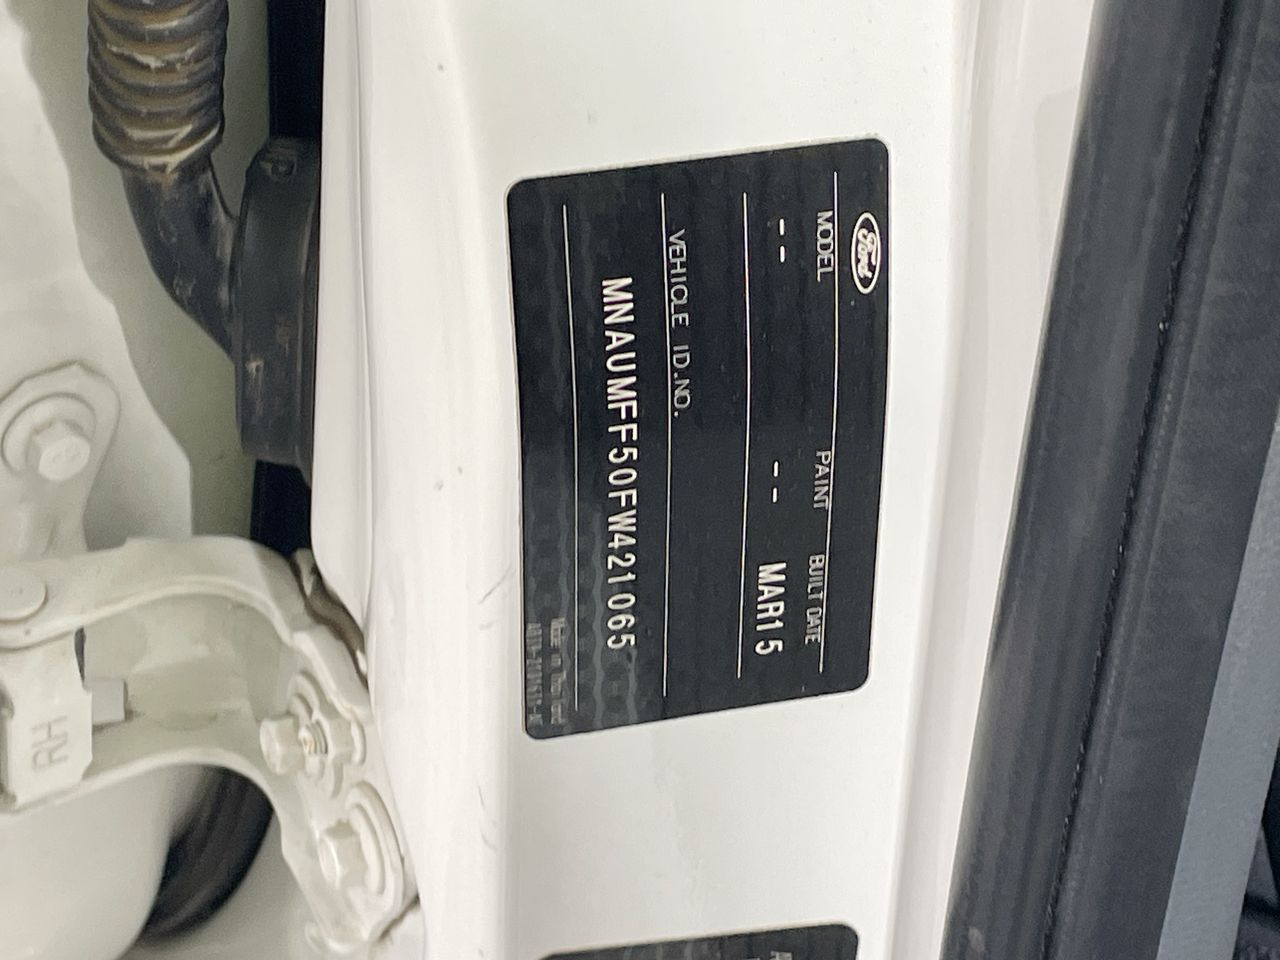 Ford
MODEL PAINT BUILT DATE
-- -- MAR15
VEHICLE ID.NO.
MNAUMFF50FW421065
Made in Thailand
RH